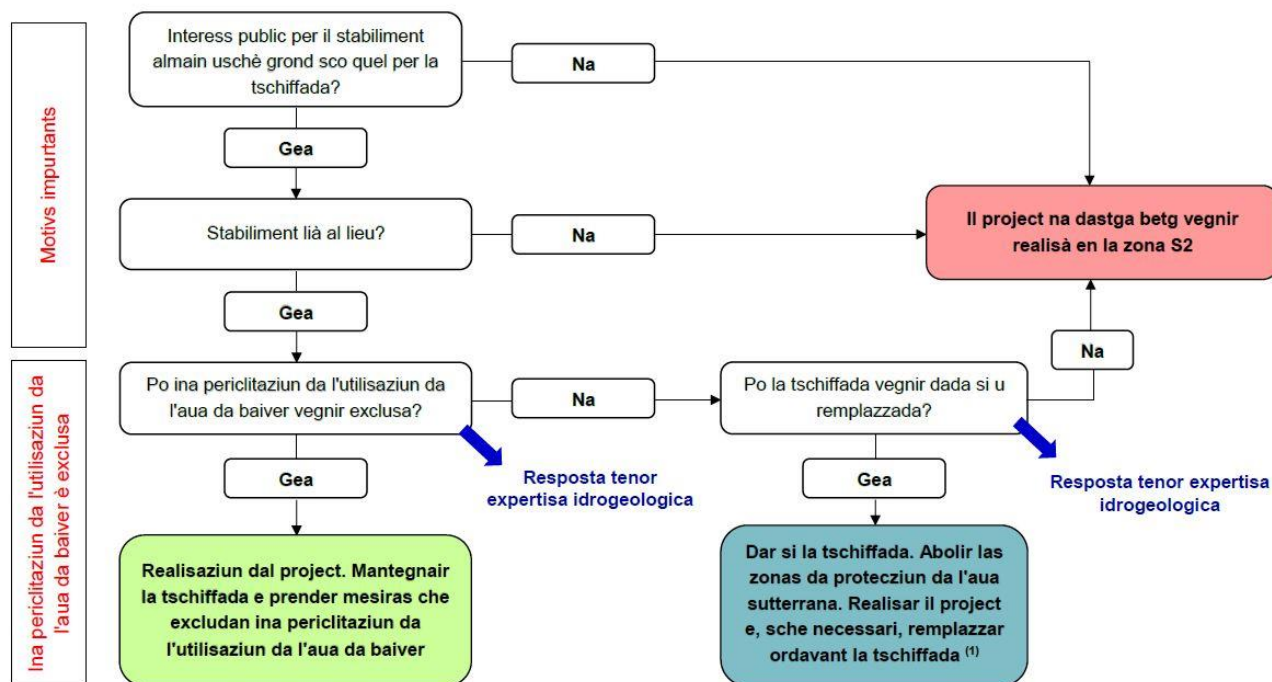 Motivs impurtants
Interess public per il stabiliment
almain uschè grond sco quel per la
tschiffada?
Na
Gea
Stabiliment lià al lieu?
Na
Il project na dastga betg vegnir
realisà en la zona S2
Gea
Na
Ina periclitaziun da l'utilisaziun da
l'aua da baiver è exclusa
Po ina periclitaziun da l'utilisaziun da
l'aua da baiver vegnir exclusa?
Na
Po la tschiffada vegnir dada si u
remplazzada?
Resposta tenor
expertisa idrogeologica
Resposta tenor expertisa
idrogeologica
Gea
Gea
Realisaziun dal project. Mantegnair
la tschiffada e prender mesiras che
excludan ina periclitaziun da
l'utilisaziun da l'aua da baiver
Dar si la tschiffada. Abolir las
zonas da protecziun da l'aua
sutterrana. Realisar il project
e, sche necessari, remplazzar
ordavant la tschiffada (1)